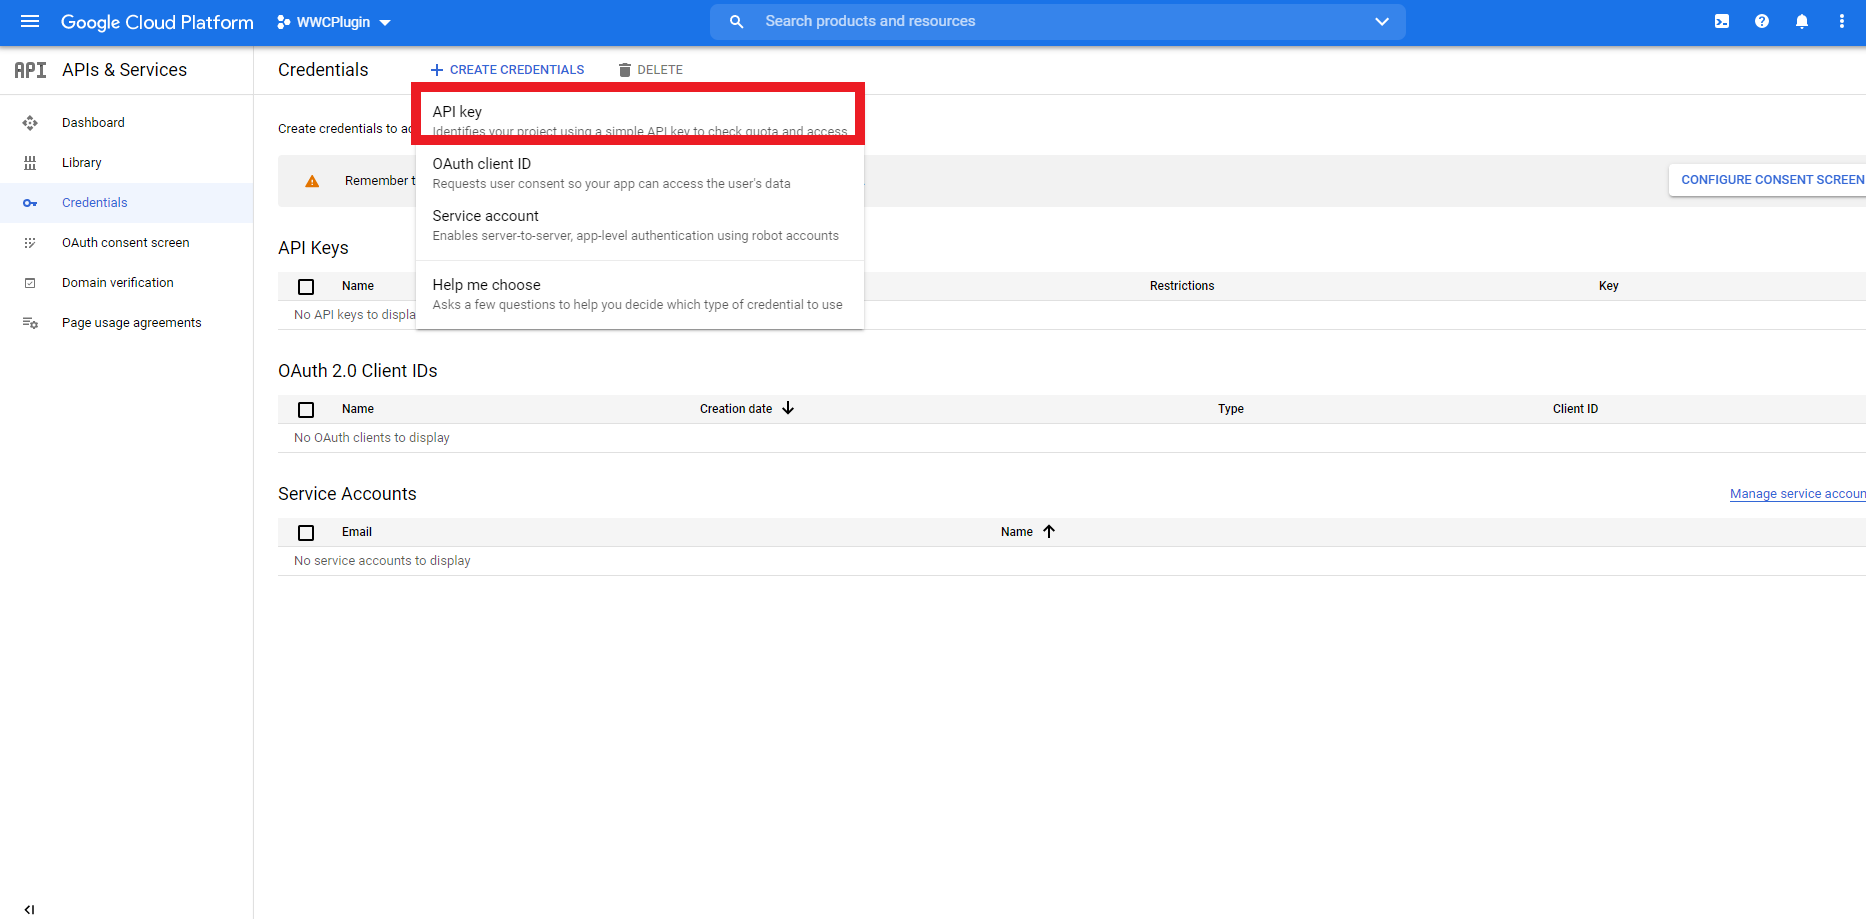 Google Cloud Platform
WWCPlugin
Search products and resources
API
APIs & Services
Credentials
CREATE CREDENTIALS
DELETE
Dashboard
Library
Credentials
OAuth consent screen
Domain verification
Page usage agreements
Create credentials to
API key
Identifies your project using a simple API key to check quota and access
OAuth client ID
Requests user consent so your app can access the user's data
Service account
Enables server-to-server, app-level authentication using robot accounts
Help me choose
Asks a few questions to help you decide which type of credential to use
Remember
CONFIGURE CONSENT SCREEN
API Keys
Name
Restrictions
Key
No API keys to
OAuth 2.0 Client IDs
Name
Creation date
Type
Client ID
No OAuth clients to display
Service Accounts
Manage service
Email
Name
No service accounts to display